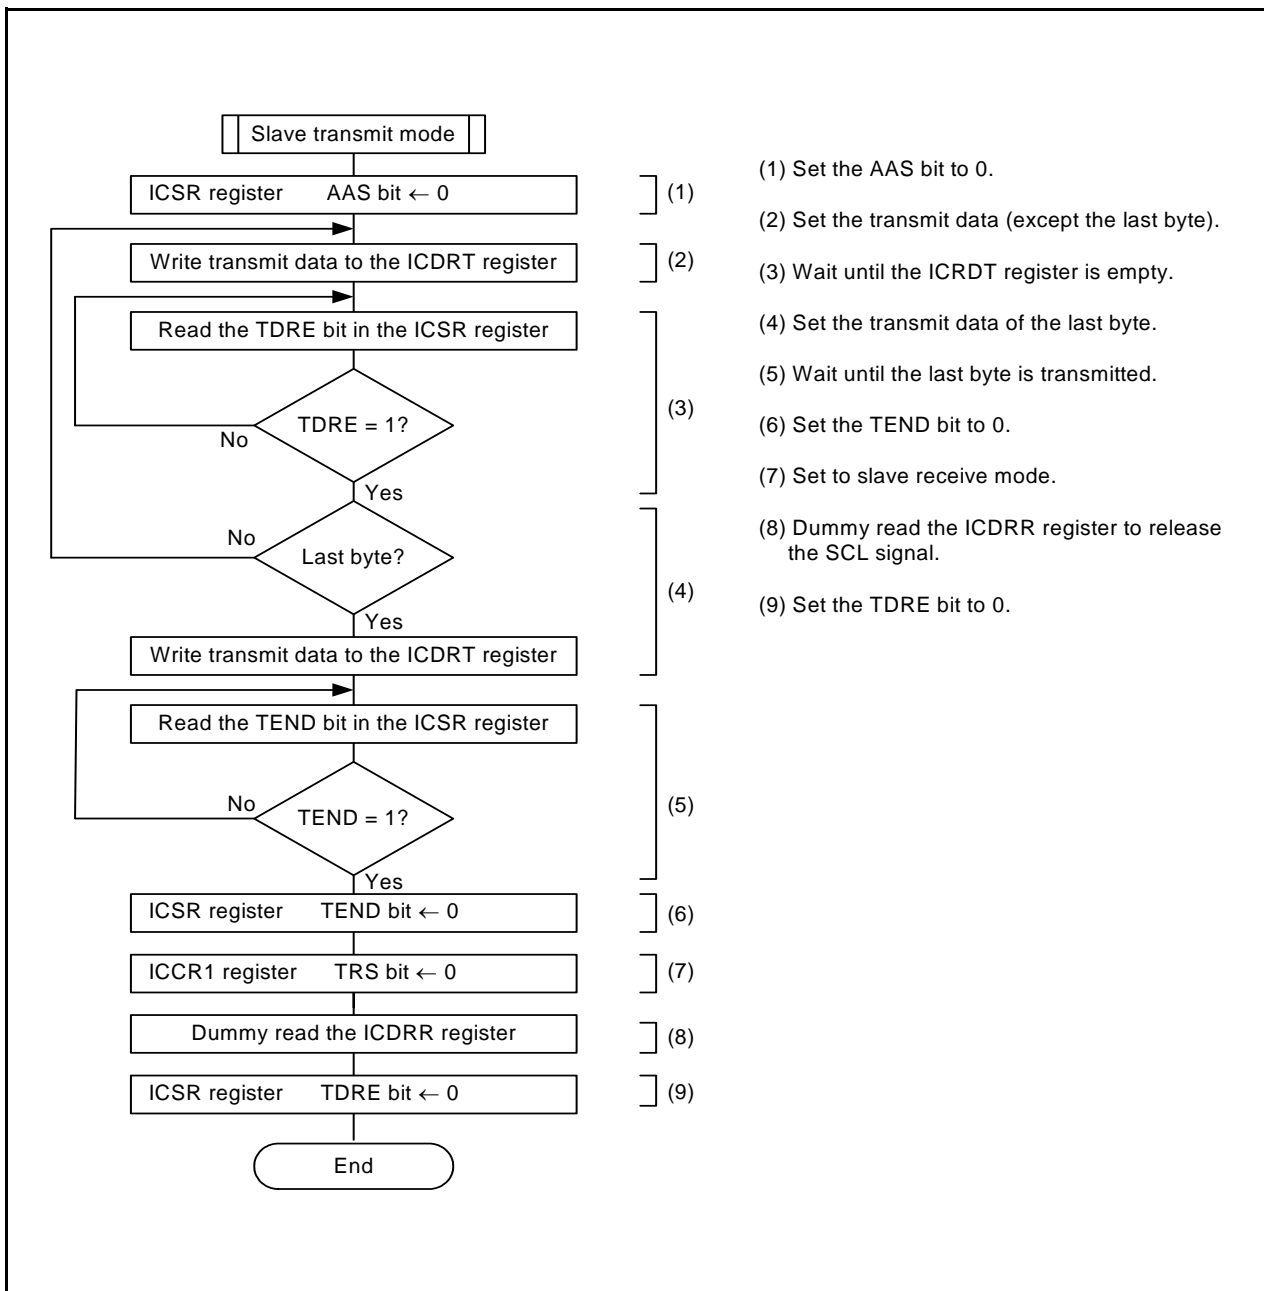 Slave transmit mode
ICSR register AAS bit ← 0
(1)
Write transmit data to the ICDRT register
(2)
Read the TDRE bit in the ICSR register
TDRE = 1?
No
Yes
(3)
No
Last byte?
Yes
Write transmit data to the ICDRT register
(4)
Read the TEND bit in the ICSR register
No
TEND = 1?
Yes
(5)
ICSR register TEND bit ← 0
(6)
ICCR1 register TRS bit ← 0
(7)
Dummy read the ICDRR register
(8)
ICSR register TDRE bit ← 0
(9)
End
(1) Set the AAS bit to 0.
(2) Set the transmit data (except the last byte).
(3) Wait until the ICRDT register is empty.
(4) Set the transmit data of the last byte.
(5) Wait until the last byte is transmitted.
(6) Set the TEND bit to 0.
(7) Set to slave receive mode.
(8) Dummy read the ICDRR register to release
the SCL signal.
(9) Set the TDRE bit to 0.